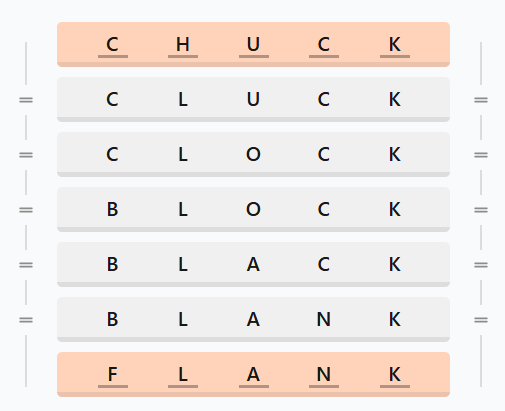 C H U C K
C L U C K
C L O C K
B L O C K
B L A C K
B L A N K
F L A N K